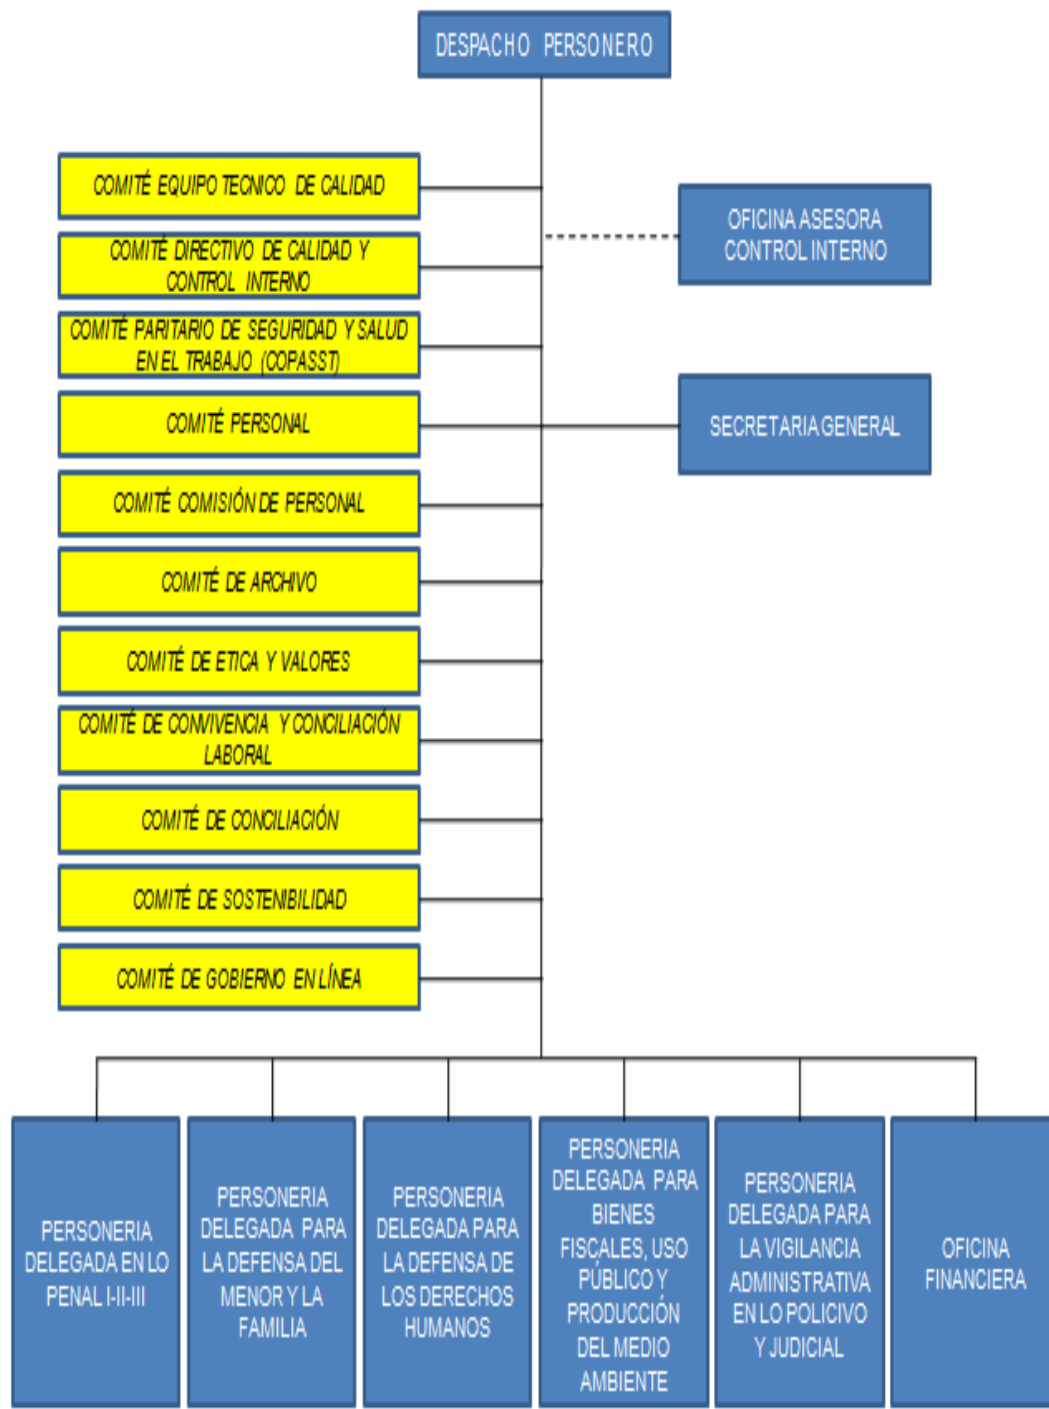 DESPACHO PERSONERO
COMITÉ EQUIPO TECNICO DE CALIDAD
COMITÉ DIRECTIVO DE CALIDAD Y
CONTROL INTERNO
COMITÉ PARITARIO DE SEGURIDAD Y SALUD
EN EL TRABAJO (COPASST)
COMITÉ PERSONAL
COMITÉ COMISIÓN DE PERSONAL
COMITÉ DE ARCHIVO
COMITÉ DE ETICA Y VALORES
COMITÉ DE CONVIVENCIA Y CONCILIACIÓN
LABORAL
COMITÉ DE CONCILIACIÓN
COMITÉ DE SOSTENIBILIDAD
COMITÉ DE GOBIERNO EN LÍNEA
OFICINA ASESORA
CONTROL INTERNO
SECRETARIA GENERAL
PERSONERIA
DELEGADA EN LO
PENAL I-II-III
PERSONERIA
DELEGADA PARA
LA DEFENSA DEL
MENOR Y LA
FAMILIA
PERSONERIA
DELEGADA PARA
LA DEFENSA DE
LOS DERECHOS
HUMANOS
PERSONERIA
DELEGADA PARA
BIENES
FISCALES, USO
PÚBLICO Y
PRODUCCIÓN
DEL MEDIO
AMBIENTE
PERSONERIA
DELEGADA PARA
LA VIGILANCIA
ADMINISTRATIVA
EN LO POLICIVO
Y JUDICIAL
OFICINA
FINANCIERA